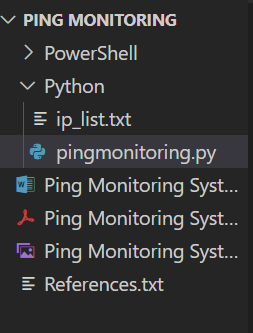 PING MONITORING
PowerShell
Python
ip_list.txt
pingmonitoring.py
Ping Monitoring Syst...
Ping Monitoring Syst...
Ping Monitoring Syst...
References.txt